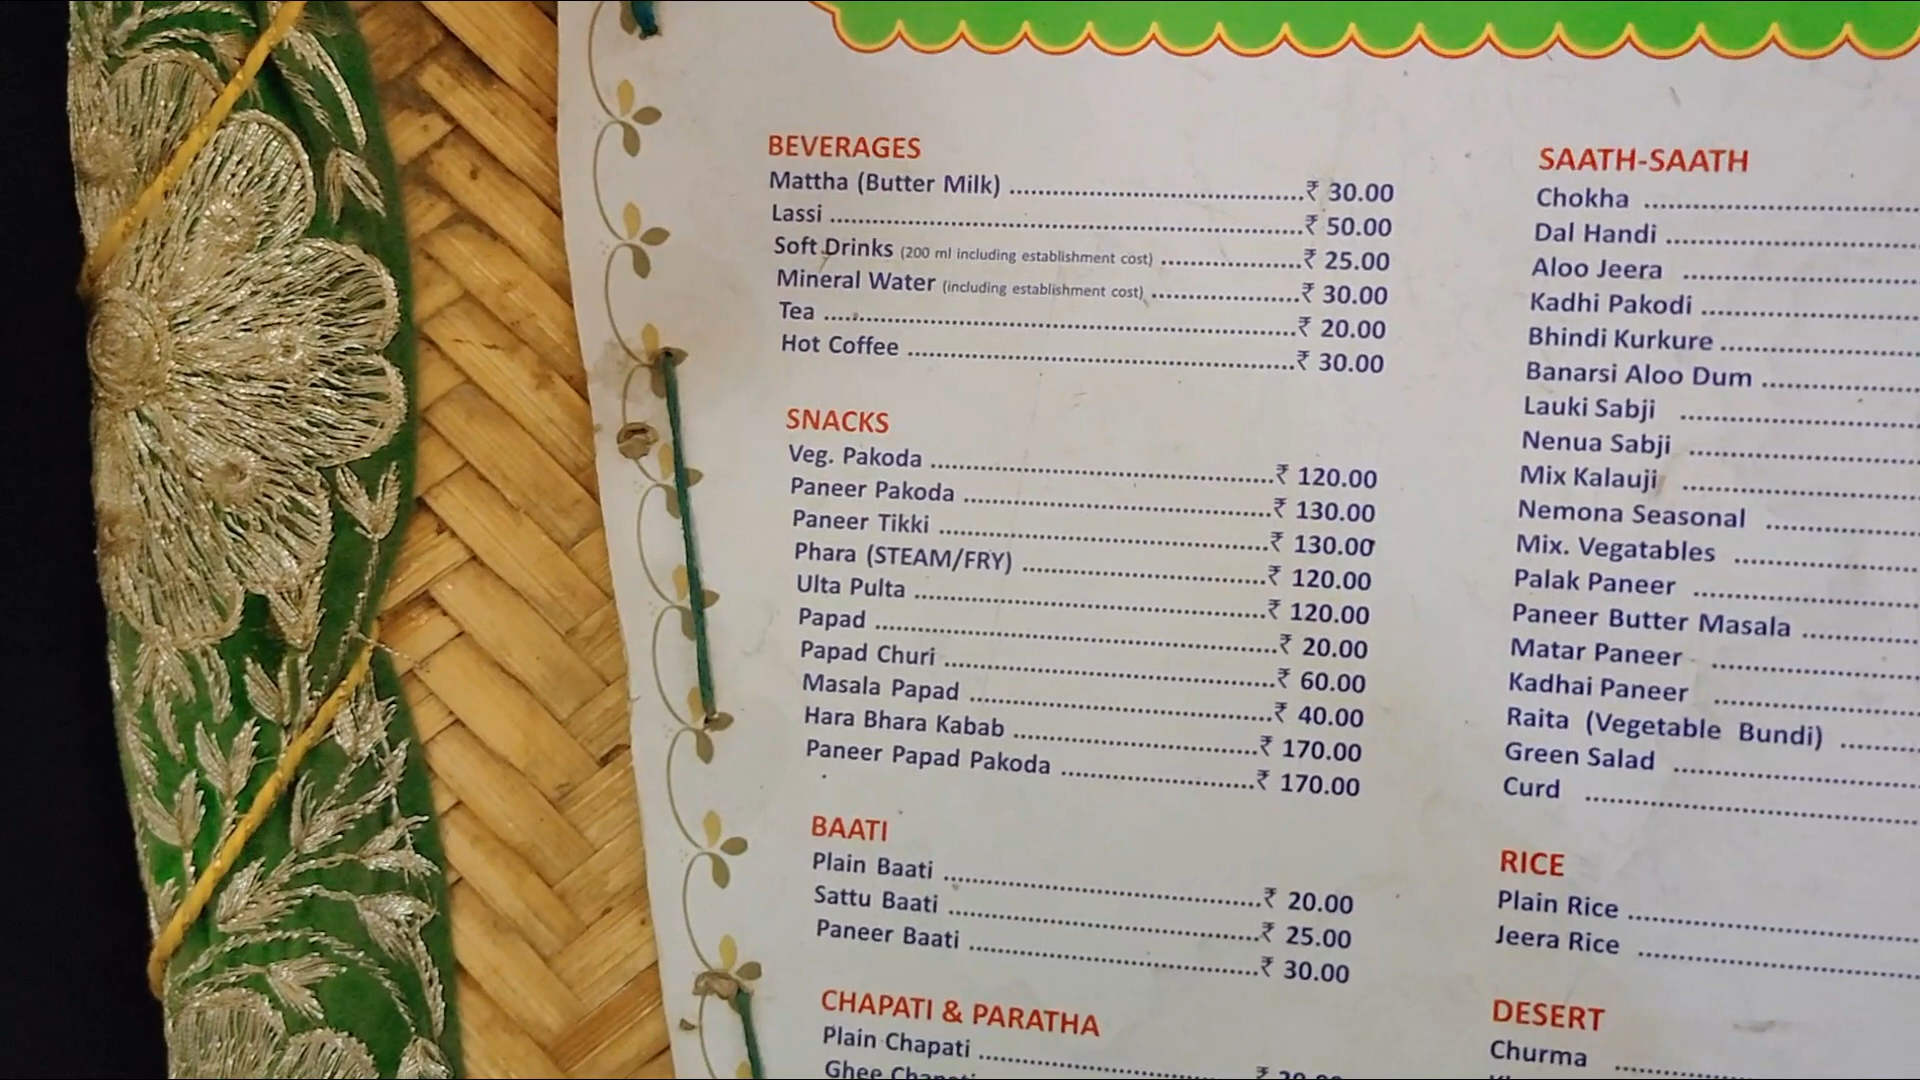 BEVERAGES
Mattha (Butter Milk) ₹ 30.00
Lassi ₹ 50.00
Soft Drinks (200 ml including establishment cost) ₹ 25.00
Mineral Water (including establishment cost) ₹ 30.00
Tea ₹ 20.00
Hot Coffee ₹ 30.00
SNACKS
Veg. Pakoda ₹ 120.00
Paneer Pakoda ₹ 130.00
Paneer Tikki ₹ 130.00
Phara (STEAM/FRY) ₹ 120.00
Ulta Pulta ₹ 120.00
Papad ₹ 20.00
Papad Churi ₹ 60.00
Masala Papad ₹ 40.00
Hara Bhara Kabab ₹ 170.00
Paneer Papad Pakoda ₹ 170.00
BAATI
Plain Baati ₹ 20.00
Sattu Baati ₹ 25.00
Paneer Baati ₹ 30.00
CHAPATI & PARATHA
Plain Chapati
Ghee
SAATH-SAATH
Chokha
Dal Handi
Aloo Jeera
Kadhi Pakodi
Bhindi Kurkure
Banarsi Aloo Dum
Lauki Sabji
Nenua Sabji
Mix Kalauji
Nemona Seasonal
Mix. Vegatables
Palak Paneer
Paneer Butter Masala
Matar Paneer
Kadhai Paneer
Raita (Vegetable Bundi)
Green Salad
Curd
RICE
Plain Rice
Jeera Rice
DESERT
Churma